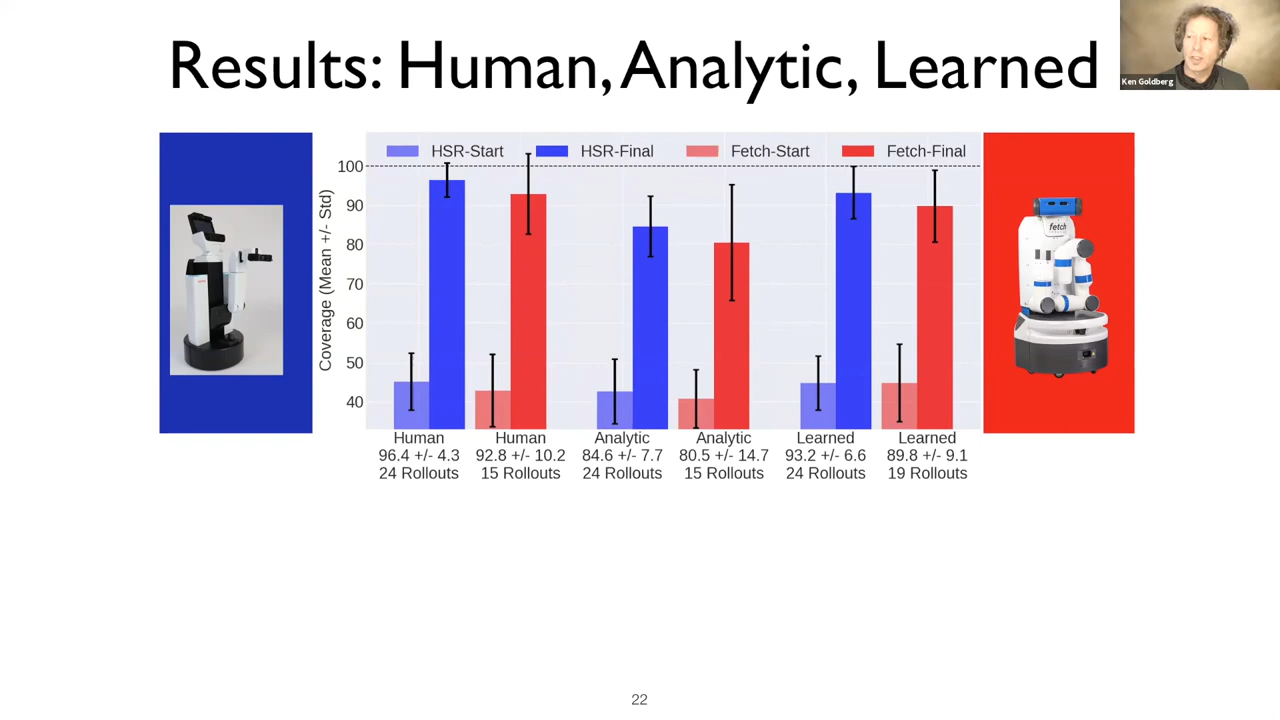 Results: Human, Analytic, Learned
Ken Goldberg
HSR-Start HSR-Final Fetch-Start Fetch-Final
Coverage (Mean +/- Std)
100
90
80
70
60
50
40
fetch
Human Human Analytic Analytic Learned Learned
96.4 +/- 4.3 92.8 +/- 10.2 84.6 +/- 7.7 80.5 +/- 14.7 93.2 +/- 6.6 89.8 +/- 9.1
24 Rollouts 15 Rollouts 24 Rollouts 15 Rollouts 24 Rollouts 19 Rollouts
22